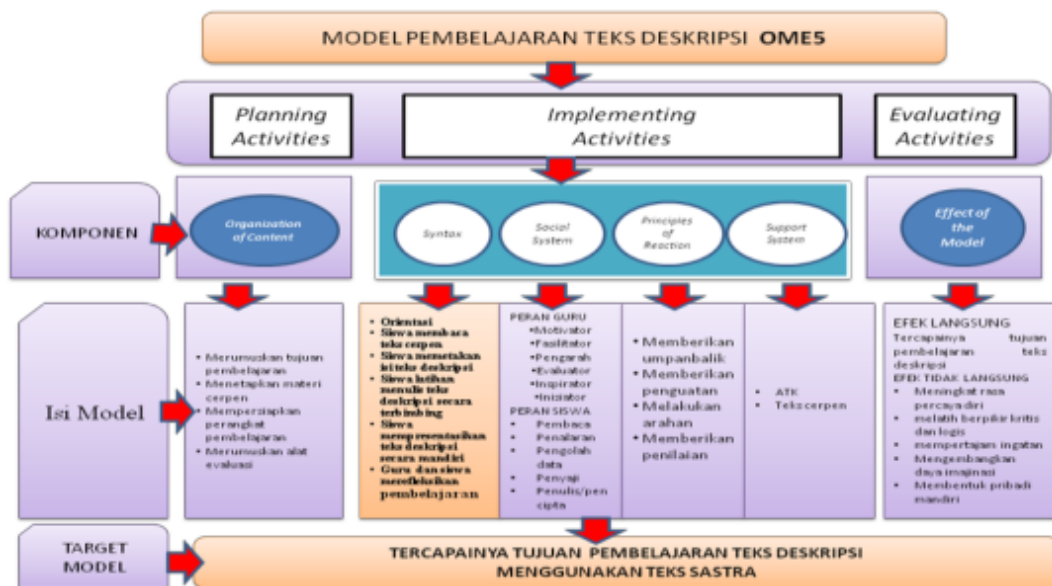 MODEL PEMBELAJARAN TEKS DESKRIPSI OME5
Planning
Activities
Implementing
Activities
Evaluating
Activities
KOMPONEN
Organization
of Content
Syntax
Social
System
Principles
of
Reaction
Support
System
Effect of
the
Model
Isi Model
• Merumuskan tujuan
pembelajaran
• Menetapkan materi
cerpen
• Mempersiapkan
perangkat
pembelajaran
• Merumuskan alat
evaluasi
• Orientasi
• Siswa membaca
teks cerpen
• Siswa memetakan
isi teks deskripsi
• Siswa latihan
menulis teks
deskripsi secara
terbimbing
• Siswa
mempresentasikan
teks deskripsi
secara mandiri
• Guru dan siswa
merefleksikan
pembelajaran
PERAN GURU
•Motivator
•Fasilitator
•Pengarah
•Evaluator
•Inspirator
•Inisiator
PERAN SISWA
• Pembaca
• Penalaran
• Pengolah
data
• Penyaji
• Penulis/pen
cipta
• Memberikan
umpanbalik
• Memberikan
penguatan
• Melakukan
arahan
• Memberikan
penilaian
• ATK
• Teks cerpen
EFEK LANGSUNG
Tercapainya tujuan
pembelajaran teks
deskripsi
EFEK TIDAK LANGSUNG
• Meningkat rasa
percaya diri
• melatih berpikir kritis
dan logis
• mempertajam ingatan
• Mengembangkan
daya imajinasi
• Membentuk pribadi
mandiri
TARGET
MODEL
TERCAPAINYA TUJUAN PEMBELAJARAN TEKS DESKRIPSI
MENGGUNAKAN TEKS SASTRA